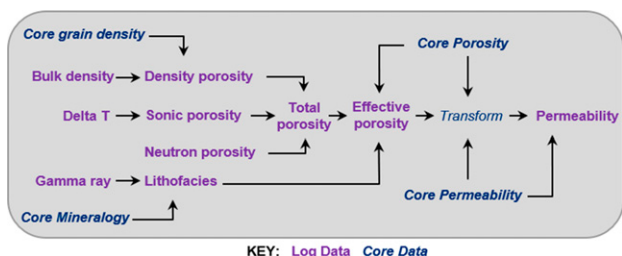 Core grain density
Core Porosity
Bulk density Density porosity
Delta T Sonic porosity Total porosity Effective porosity Transform Permeability
Neutron porosity
Gamma ray Lithofacies
Core Permeability
Core Mineralogy
KEY: Log Data Core Data